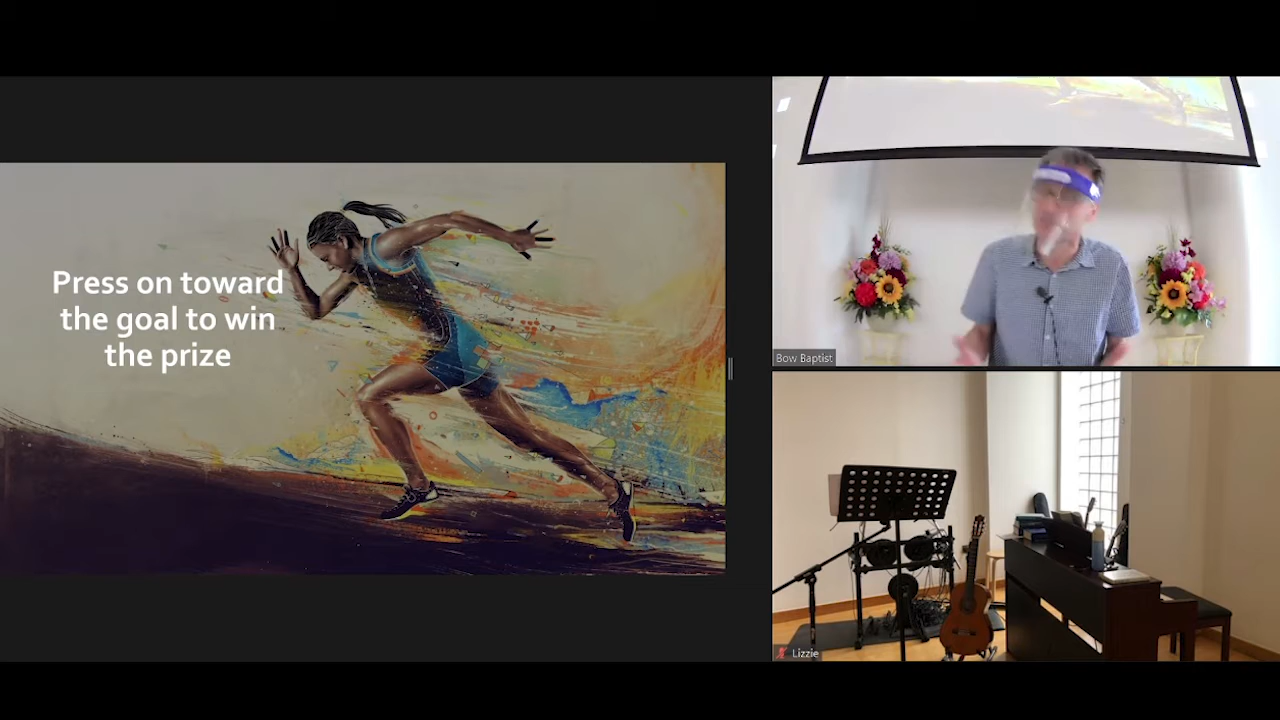 Press on toward
the goal to win
the prize
Bow Baptist
Lizzie